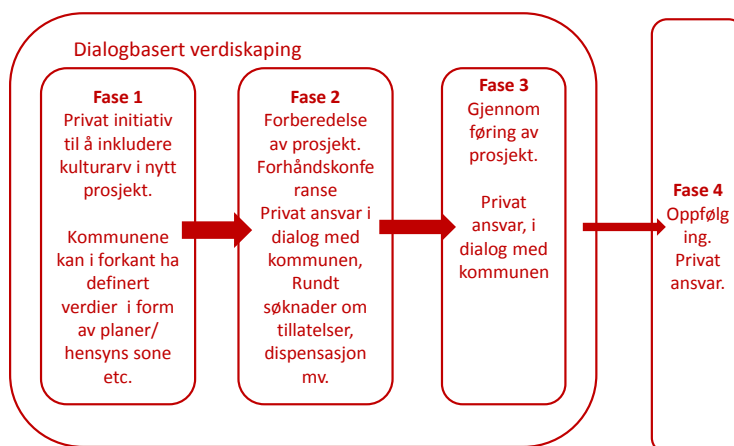 Dialogbasert verdiskaping
Fase 1
Privat initiativ
til å inkludere
kulturarv i nytt
prosjekt.
Kommunene
kan i forkant ha
definert
verdier  i form
av planer/
hensyns sone
etc.
Fase 2
Forberedelse
av prosjekt.
Forhåndskonfe
ranse
Privat ansvar i
dialog med
kommunen,
Rundt
søknader om
tillatelser,
dispensasjon
mv.
Fase 3
Gjennom
føring av
prosjekt.
Privat
ansvar, i
dialog med
kommunen
Fase 4
Oppfølg
ing.
Privat
ansvar.